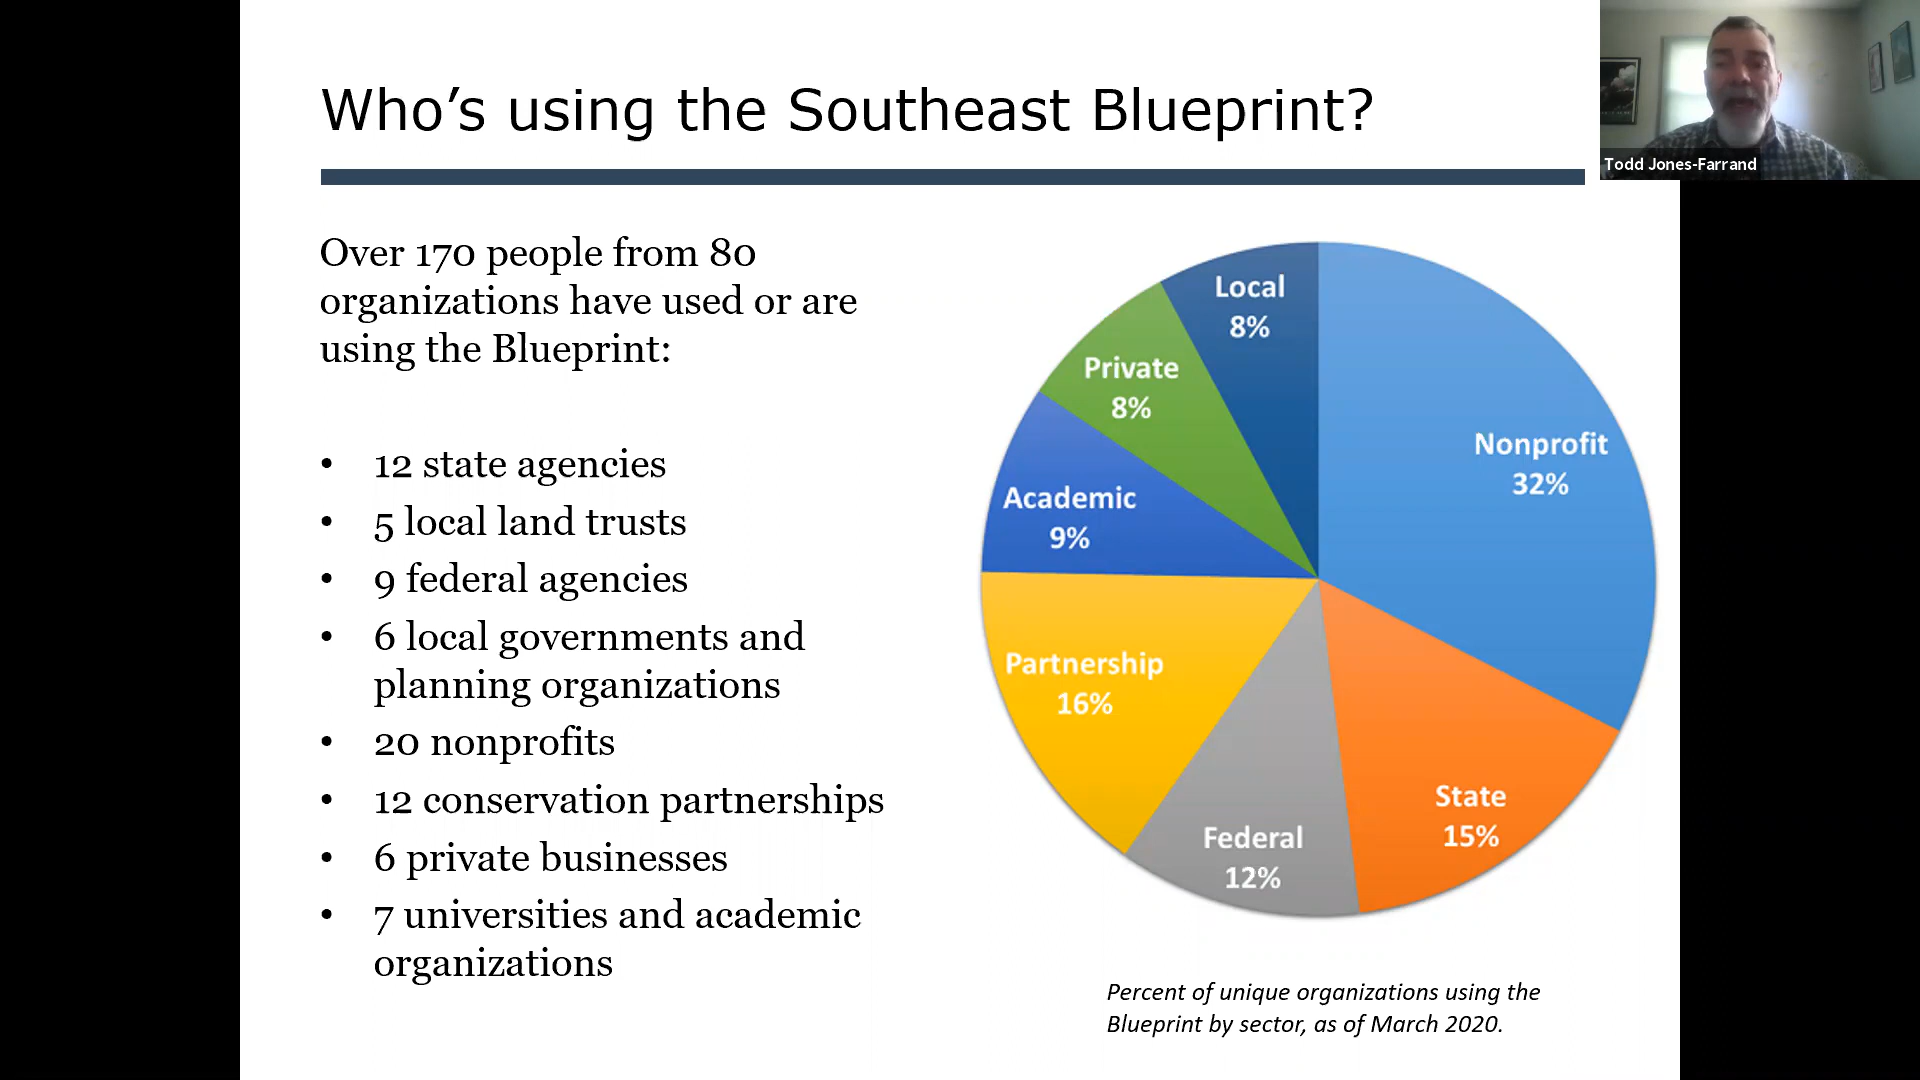 Who’s using the Southeast Blueprint?
Todd Jones-Farrand
Over 170 people from 80
organizations have used or are
using the Blueprint:
• 12 state agencies
• 5 local land trusts
• 9 federal agencies
• 6 local governments and
planning organizations
• 20 nonprofits
• 12 conservation partnerships
• 6 private businesses
• 7 universities and academic
organizations
Local
8%
Private
8%
Nonprofit
32%
Academic
9%
Partnership
16%
State
15%
Federal
12%
Percent of unique organizations using the
Blueprint by sector, as of March 2020.